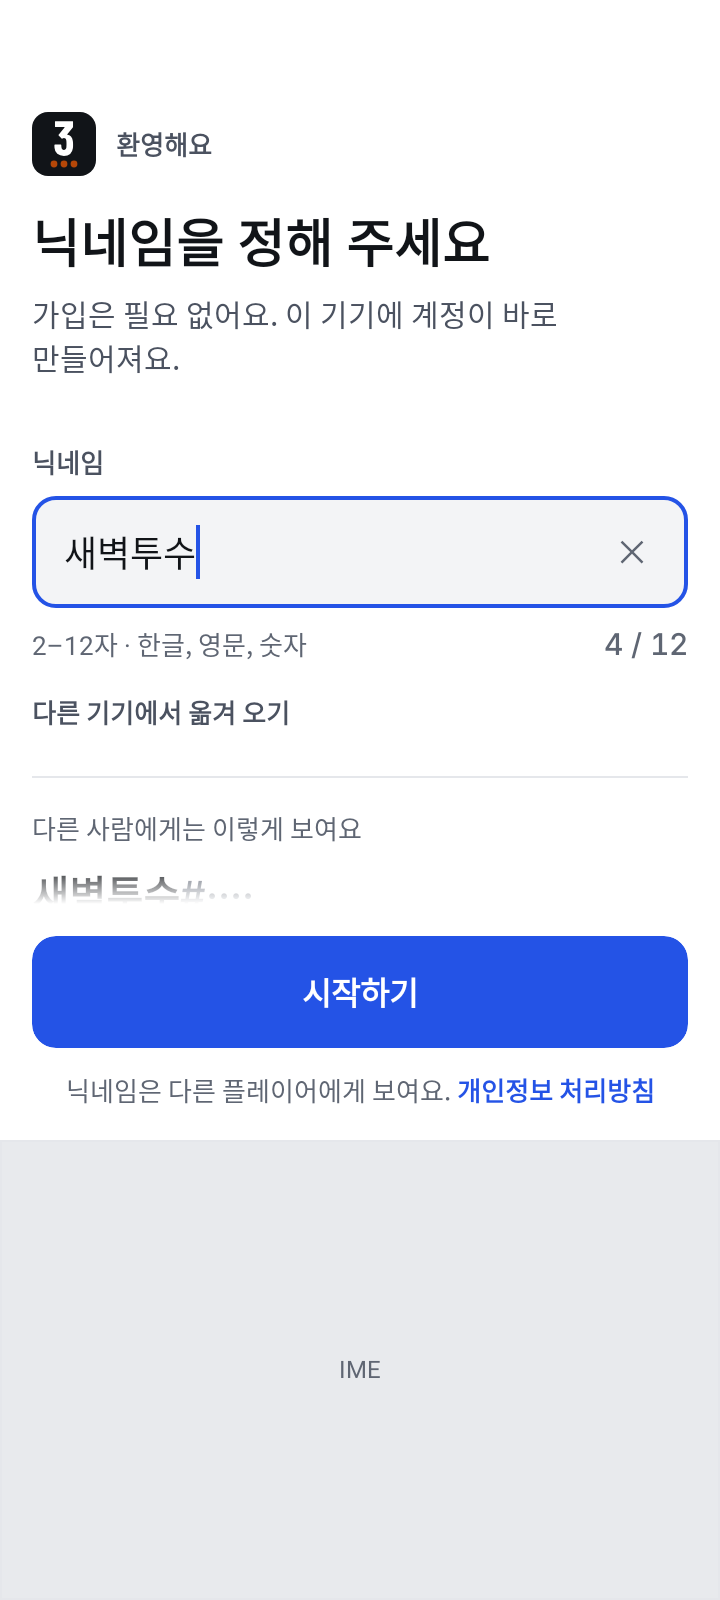 3
환영해요
닉네임을 정해 주세요
가입은 필요 없어요. 이 기기에 계정이 바로
만들어져요.
닉네임
새벽투수
2–12자 · 한글, 영문, 숫자
4 / 12
다른 기기에서 옮겨 오기
다른 사람에게는 이렇게 보여요
새벽투수#····
시작하기
닉네임은 다른 플레이어에게 보여요. 개인정보 처리방침
IME